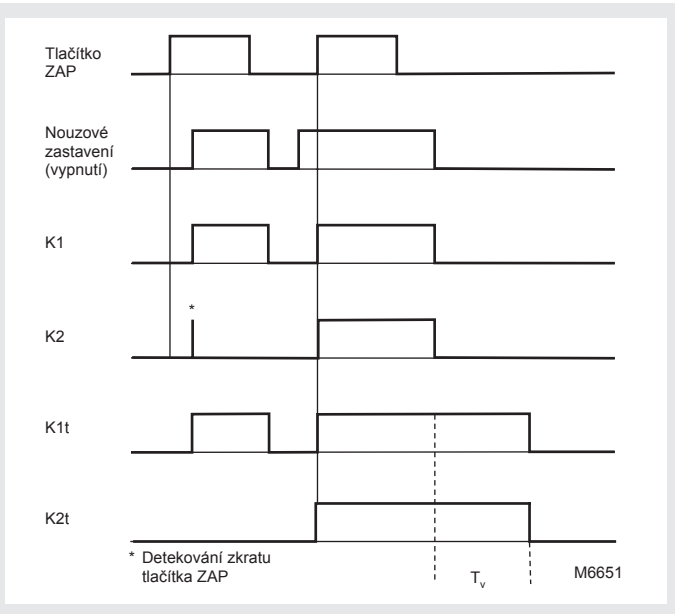 Tlačítko
ZAP
Nouzové
zastavení
(vypnutí)
K1
*
K2
K1t
K2t
* Detekování zkratu
tlačítka ZAP
Tv
M6651